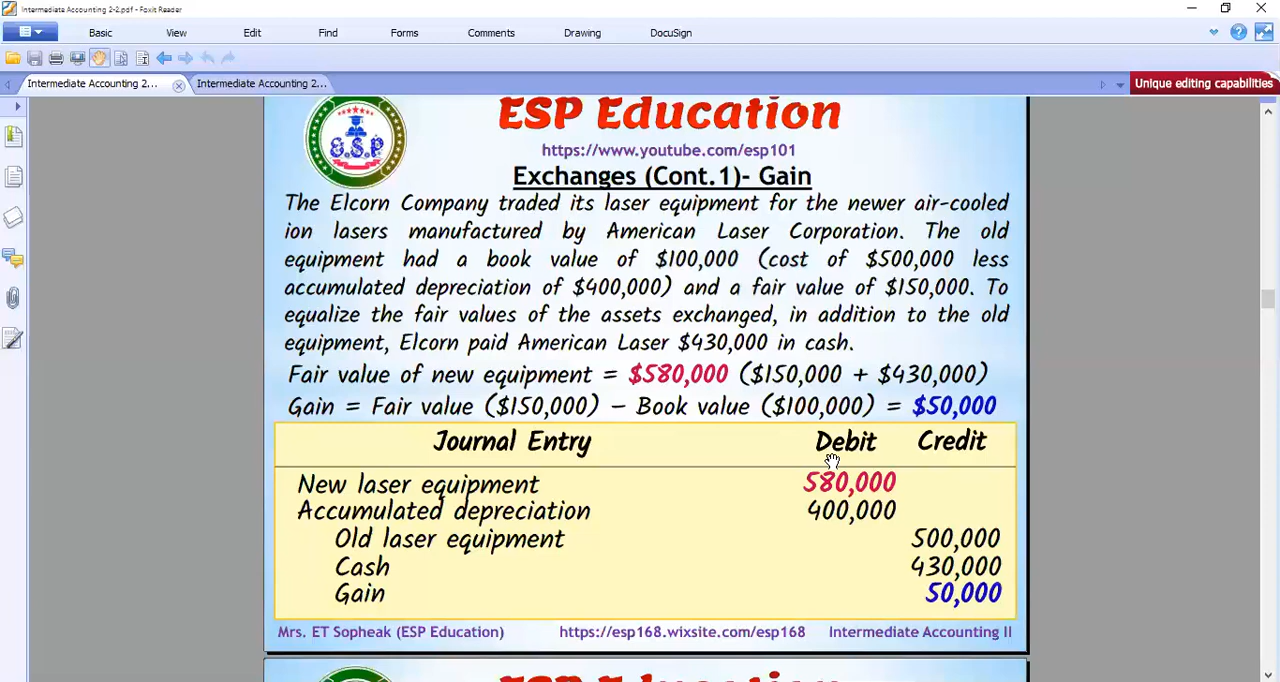 Intermediate Accounting 2-2.pdf - Foxit Reader
Basic View Edit Find Forms Comments Drawing DocuSign
Intermediate Accounting 2... Intermediate Accounting 2... Unique editing capabilities
E.S.P
ESP Education
https://www.youtube.com/esp101
Exchanges (Cont.1)- Gain
The Elcorn Company traded its laser equipment for the newer air-cooled
ion lasers manufactured by American Laser Corporation. The old
equipment had a book value of $100,000 (cost of $500,000 less
accumulated depreciation of $400,000) and a fair value of $150,000. To
equalize the fair values of the assets exchanged, in addition to the old
equipment, Elcorn paid American Laser $430,000 in cash.
Fair value of new equipment = $580,000 ($150,000 + $430,000)
Gain = Fair value ($150,000) – Book value ($100,000) = $50,000
Journal Entry Debit Credit
New laser equipment 580,000
Accumulated depreciation 400,000
Old laser equipment 500,000
Cash 430,000
Gain 50,000
Mrs. ET Sopheak (ESP Education) https://esp168.wixsite.com/esp168 Intermediate Accounting II
ESP Education